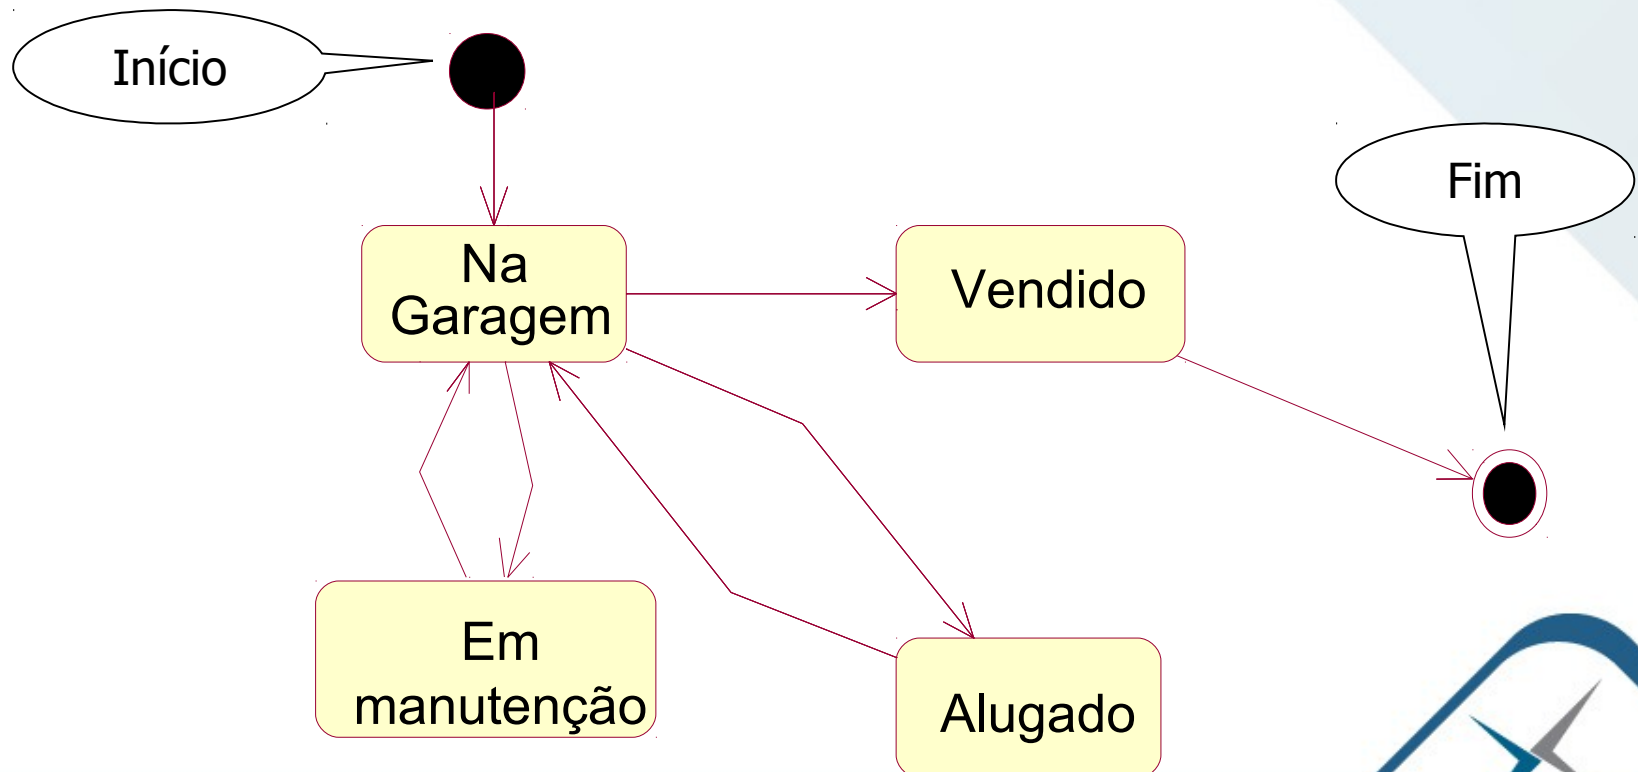 Início
Fim
Na
Garagem
Vendido
Em
manutenção
Alugado